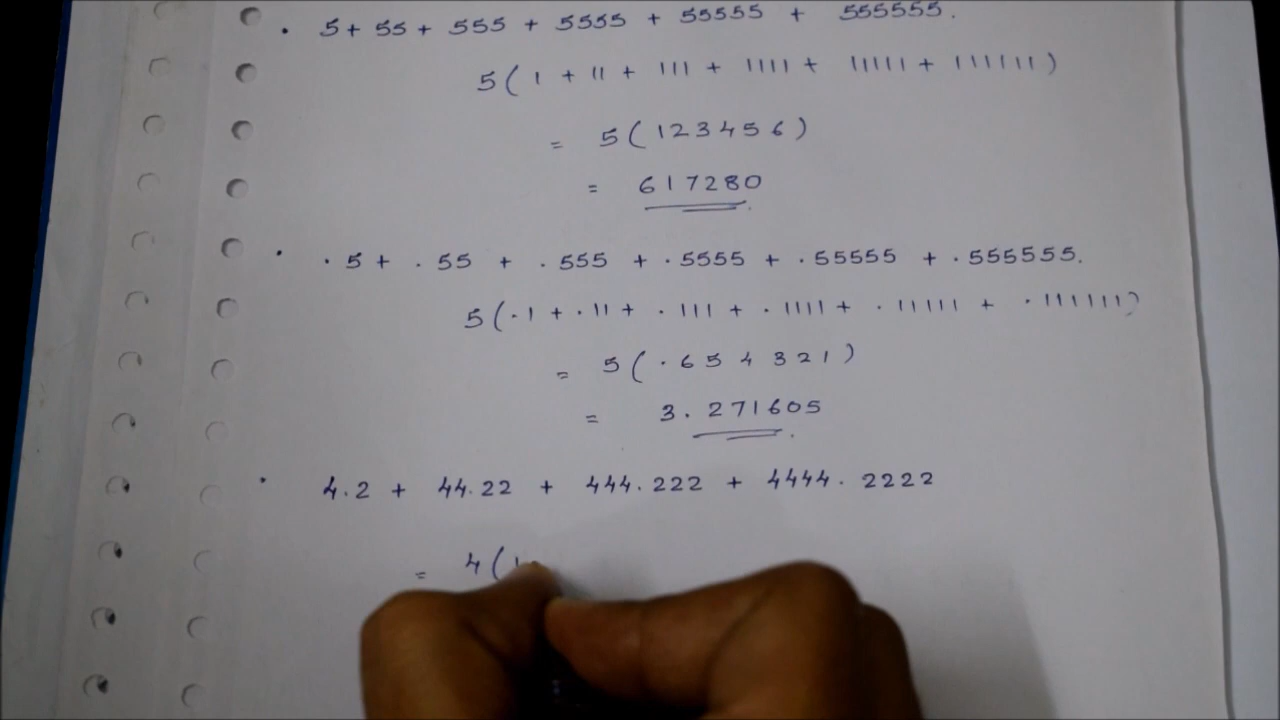 . 5 + 55 + 555 + 5555 + 55555 + 555555.
5(1 + 11 + 111 + 1111 + 11111 + 111111)
= 5(123456)
= 617280.
. .5 + .55 + .555 + .5555 + .55555 + .555555.
5(.1 + .11 + .111 + .1111 + .11111 + .111111)
= 5(.654321)
= 3.271605.
. 4.2 + 44.22 + 444.222 + 4444.2222
= 4(1